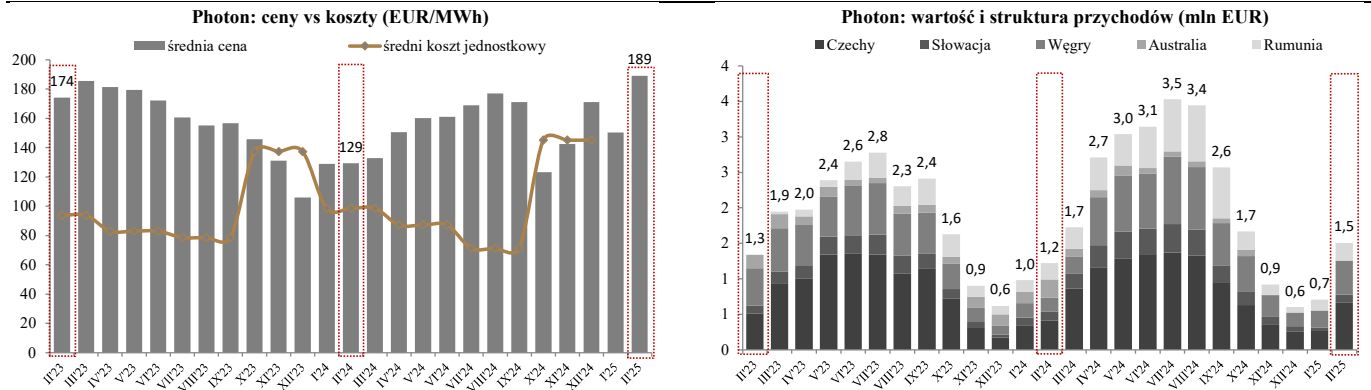 Photon: ceny vs koszty (EUR/MWh)
średnia cena
średni koszt jednostkowy
200
180
160
140
120
100
80
60
40
20
0
174
129
189
II'23
III'23
IV'23
V'23
VI'23
VII'23
VIII'23
IX'23
X'23
XI'23
XII'23
I'24
II'24
III'24
IV'24
V'24
VI'24
VII'24
VIII'24
IX'24
X'24
XI'24
XII'24
I'25
II'25
Photon: wartość i struktura przychodów (mln EUR)
Czechy
Słowacja
Węgry
Australia
Rumunia
4
4
3
3
2
2
1
1
0
1,3
1,9
2,0
2,4
2,6
2,8
2,3
2,4
1,6
0,9
0,6
1,0
1,2
1,7
2,7
3,0
3,1
3,5
3,4
2,6
1,7
0,9
0,6
0,7
1,5
II'23
III'23
IV'23
V'23
VI'23
VII'23
VIII'23
IX'23
X'23
XI'23
XII'23
I'24
II'24
III'24
IV'24
V'24
VI'24
VII'24
VIII'24
IX'24
X'24
XI'24
XII'24
I'25
II'25